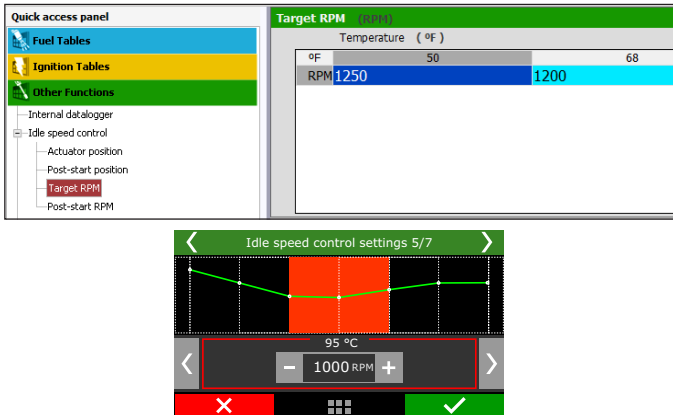 Quick access panel
Fuel Tables
Ignition Tables
Other Functions
Internal datalogger
Idle speed control
Actuator position
Post-start position
Target RPM
Post-start RPM
Target RPM (RPM)
Temperature (ºF)
ºF 50 68
RPM 1250 1200
Idle speed control settings 5/7
95 °C
1000 RPM